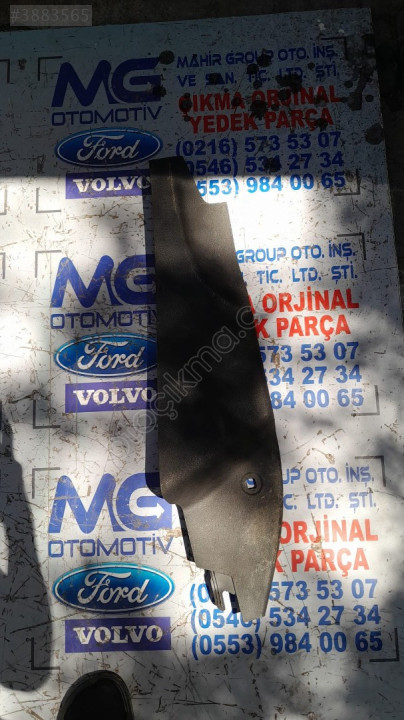 #3883565
MG
OTOMOTİV
MAHİR GROUP OTO. İNŞ.
VE SAN. TİC. LTD. ŞTİ.
ÇIKMA ORJİNAL
YEDEK PARÇA
Ford
VOLVO
(0216) 573 53 07
(0546) 534 27 34
(0553) 984 00 65
MG
OTOMOTİV
GROUP OTO. İNŞ.
TİC. LTD. ŞTİ.
ORJİNAL
PARÇA
Ford
VOLVO
573 53 07
34 27 34
984 00 65
MG
OTOMOTİV
GROUP OTO. İNŞ.
TİC. LTD. ŞTİ.
ORJİNAL
PARÇA
Ford
VOLVO
573 53 07
(0546) 534 27 34
(0553) 984 00 65